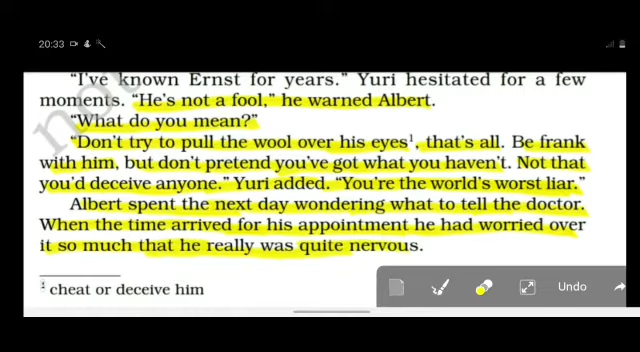 20:33
"I've known Ernst for years." Yuri hesitated for a few
moments. "He's not a fool," he warned Albert.
"What do you mean?"
"Don't try to pull the wool over his eyes¹, that's all. Be frank
with him, but don't pretend you've got what you haven't. Not that
you'd deceive anyone." Yuri added. "You're the world's worst liar."
Albert spent the next day wondering what to tell the doctor.
When the time arrived for his appointment he had worried over
it so much that he really was quite nervous.
¹ cheat or deceive him
Undo
not